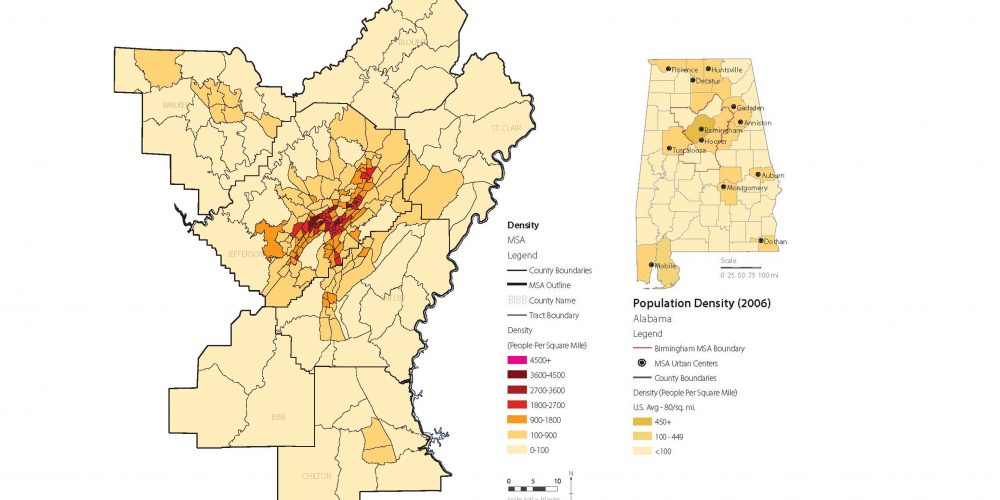 BLOUNT
WALKER
ST. CLAIR
JEFFERSON
SHELBY
BIBB
CHILTON
Density
MSA
Legend
County Boundaries
MSA Outline
BIBB County Name
Tract Boundary
Density
(People Per Square Mile)
4500+
3600-4500
2700-3600
1800-2700
900-1800
100-900
0-100
0 5 10
N
Florence
Huntsville
Decatur
Gadsden
Anniston
Birmingham
Hoover
Tuscaloosa
Auburn
Montgomery
Dothan
Mobile
Scale
0 25 50 75 100 mi
Population Density (2006)
Alabama
Legend
Birmingham MSA Boundary
MSA Urban Centers
County Boundaries
Density (People Per Square Mile)
U.S. Avg - 80/sq. mi.
450+
100 - 449
<100